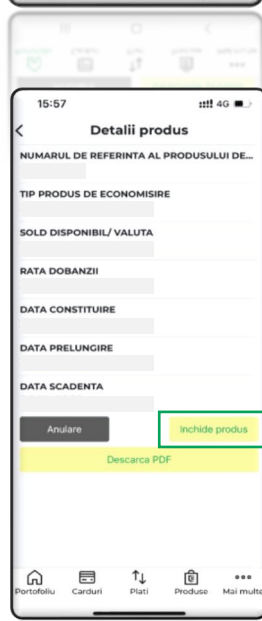 15:57 4G
Detalii produs
NUMARUL DE REFERINTA AL PRODUSULUI DE...
TIP PRODUS DE ECONOMISIRE
SOLD DISPONIBIL/ VALUTA
RATA DOBANZII
DATA CONSTITUIRE
DATA PRELUNGIRE
DATA SCADENTA
Anulare Inchide produs
Descarca PDF
Portofoliu Carduri Plati Produse Mai multe